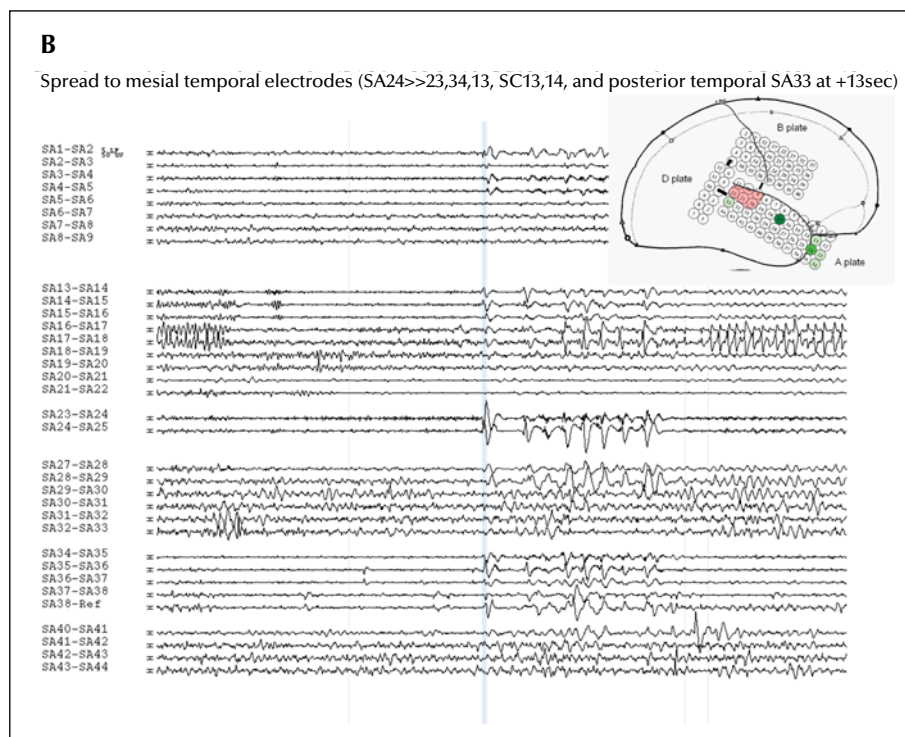 B
Spread to mesial temporal electrodes (SA24>>23,34,13, SC13,14, and posterior temporal SA33 at +13sec)
SA1-SA2
SA2-SA3
SA3-SA4
SA4-SA5
SA5-SA6
SA6-SA7
SA7-SA8
SA8-SA9
B plate
D plate
A plate
SA13-SA14
SA14-SA15
SA15-SA16
SA16-SA17
SA17-SA18
SA18-SA19
SA19-SA20
SA20-SA21
SA21-SA22
SA23-SA24
SA24-SA25
SA27-SA28
SA28-SA29
SA29-SA30
SA30-SA31
SA31-SA32
SA32-SA33
SA34-SA35
SA35-SA36
SA36-SA37
SA37-SA38
SA38-Ref
SA40-SA41
SA41-SA42
SA42-SA43
SA43-SA44